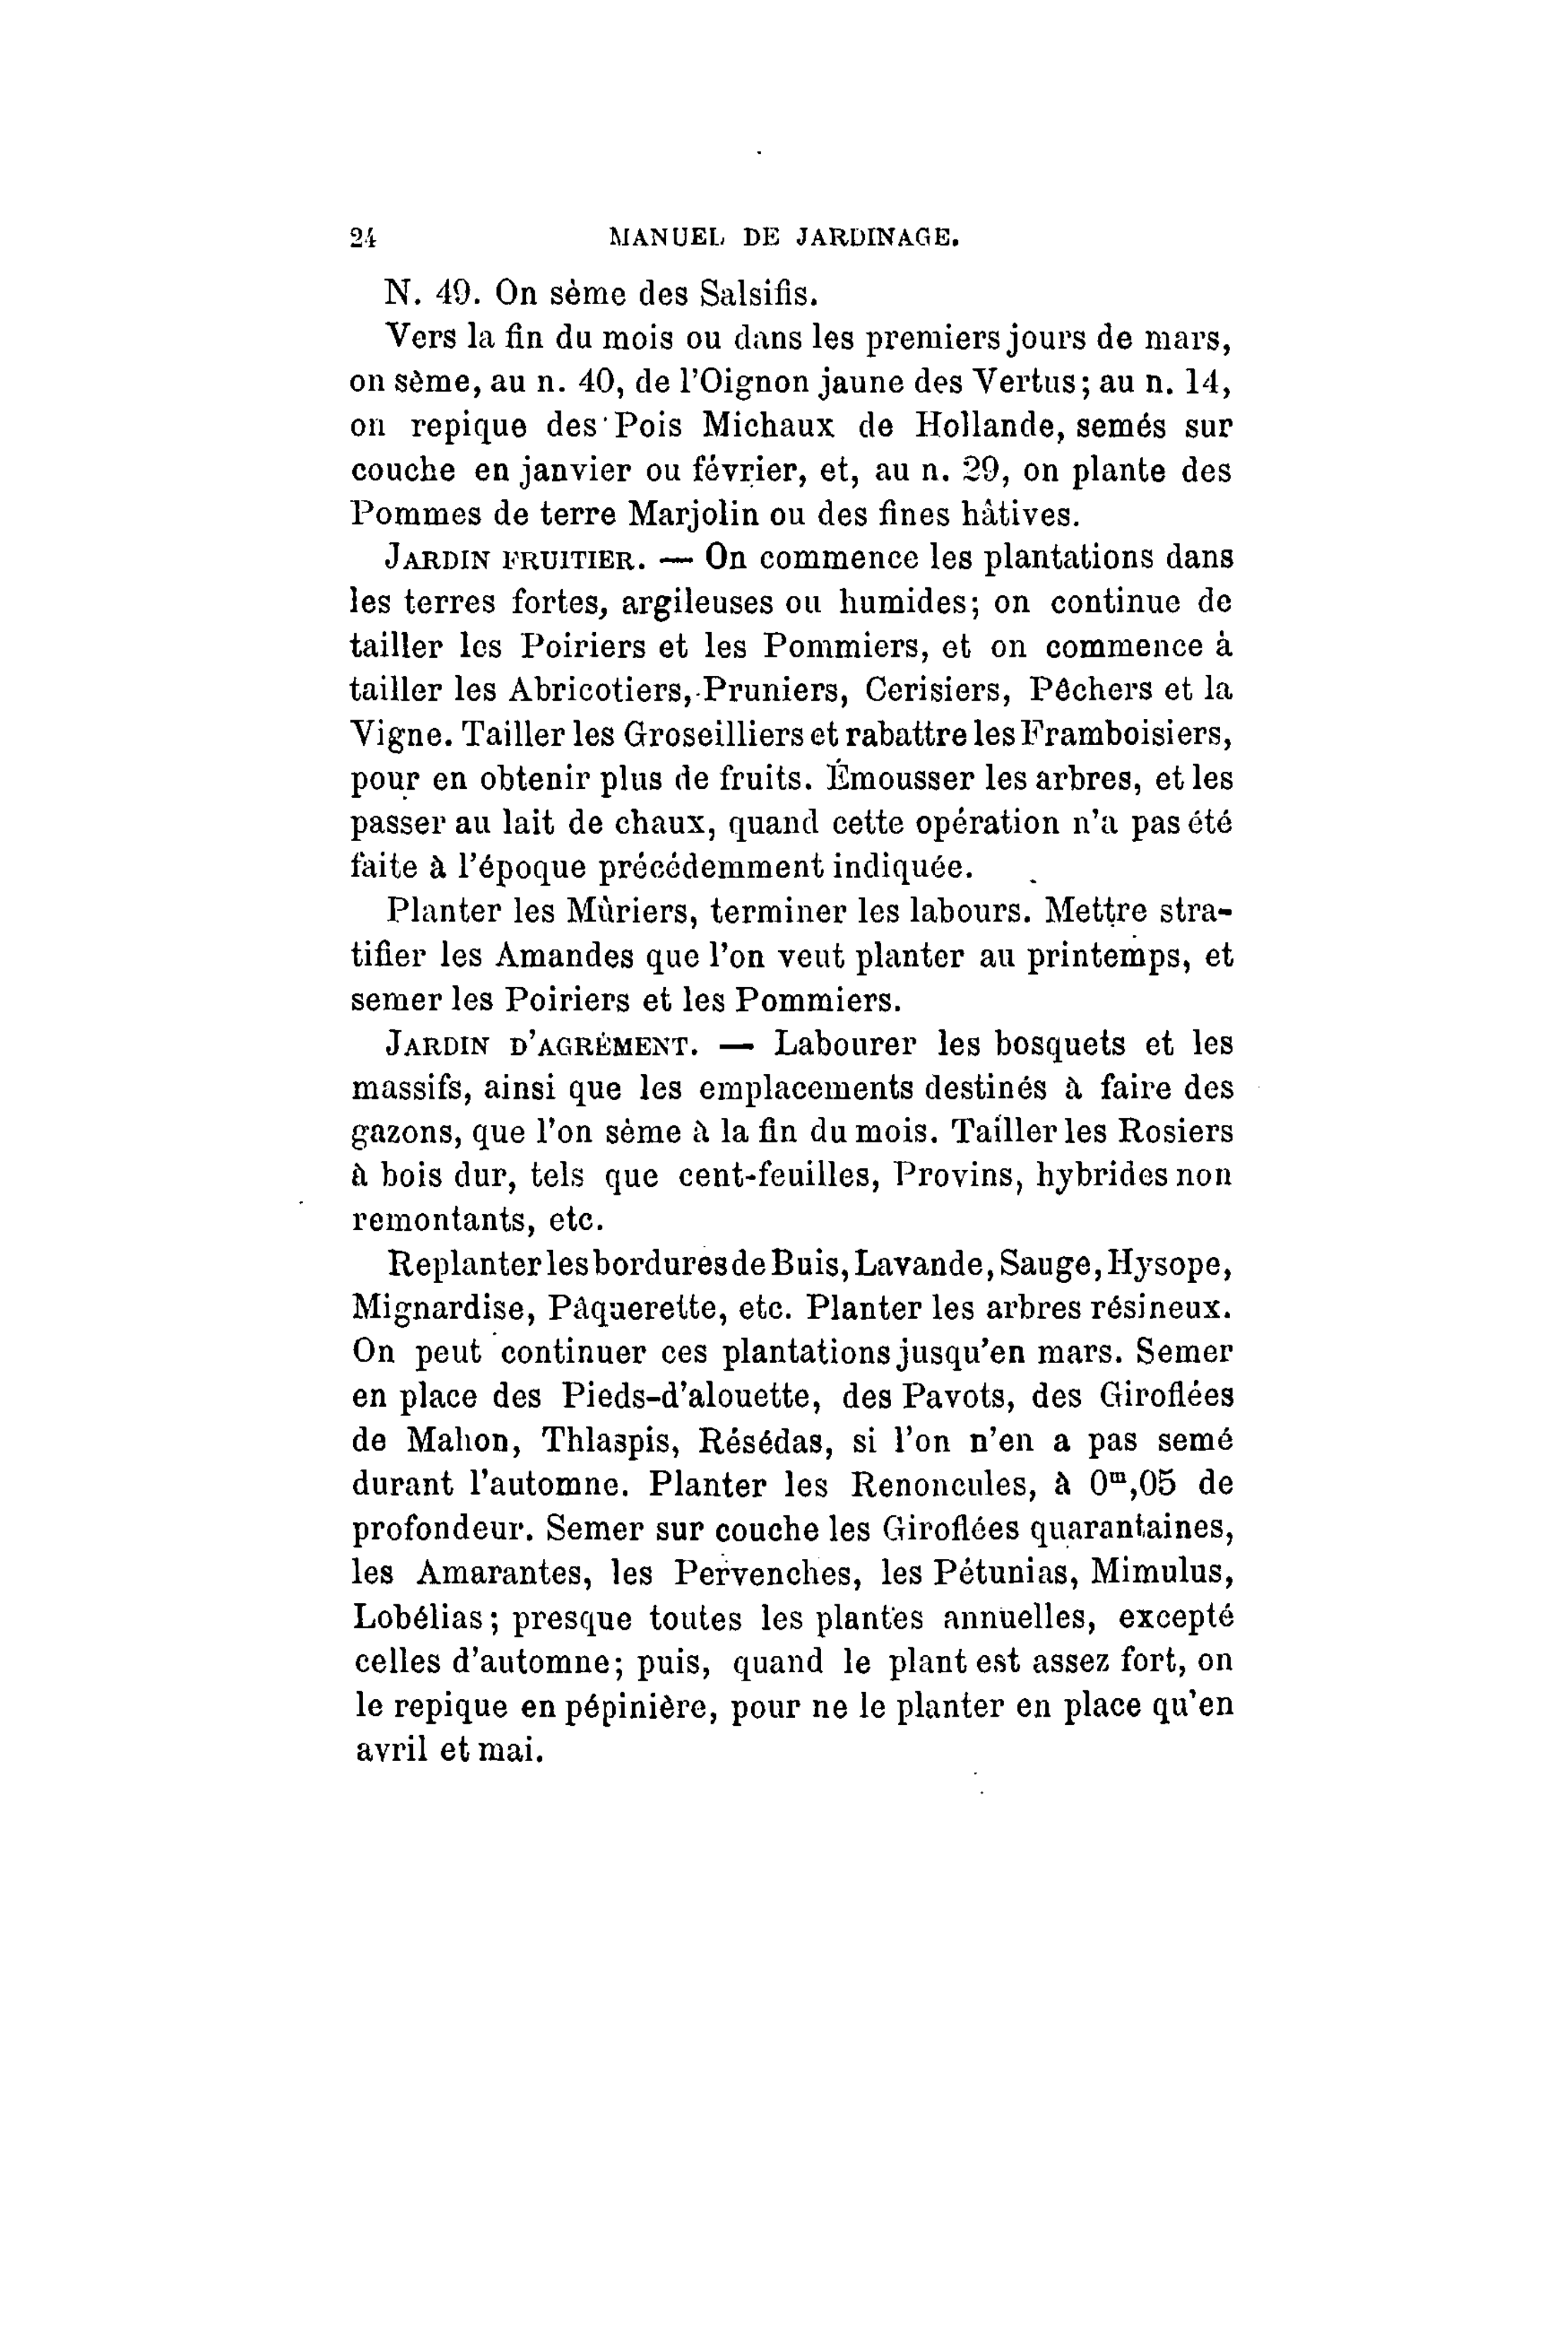 24 MANUEL DE JARDINAGE.
N. 49. On sème des Salsifis.
Vers la fin du mois ou dans les premiers jours de mars,
on sème, au n. 40, de l'Oignon jaune des Vertus; au n. 14,
on repique des Pois Michaux de Hollande, semés sur
couche en janvier ou février, et, au n. 29, on plante des
Pommes de terre Marjolin ou des fines hâtives.
JARDIN FRUITIER. — On commence les plantations dans
les terres fortes, argileuses ou humides; on continue de
tailler les Poiriers et les Pommiers, et on commence à
tailler les Abricotiers, Pruniers, Cerisiers, Pêchers et la
Vigne. Tailler les Groseilliers et rabattre les Framboisiers,
pour en obtenir plus de fruits. Émousser les arbres, et les
passer au lait de chaux, quand cette opération n'a pas été
faite à l'époque précédemment indiquée.
Planter les Mûriers, terminer les labours. Mettre stra-
tifier les Amandes que l'on veut planter au printemps, et
semer les Poiriers et les Pommiers.
JARDIN D'AGRÉMENT. — Labourer les bosquets et les
massifs, ainsi que les emplacements destinés à faire des
gazons, que l'on sème à la fin du mois. Tailler les Rosiers
à bois dur, tels que cent-feuilles, Provins, hybrides non
remontants, etc.
Replanter les bordures de Buis, Lavande, Sauge, Hysope,
Mignardise, Pâquerette, etc. Planter les arbres résineux.
On peut continuer ces plantations jusqu'en mars. Semer
en place des Pieds-d'alouette, des Pavots, des Giroflées
de Mahon, Thlaspis, Résédas, si l'on n'en a pas semé
durant l'automne. Planter les Renoncules, à 0ᵐ,05 de
profondeur. Semer sur couche les Giroflées quarantaines,
les Amarantes, les Pervenches, les Pétunias, Mimulus,
Lobélias; presque toutes les plantes annuelles, excepté
celles d'automne; puis, quand le plant est assez fort, on
le repique en pépinière, pour ne le planter en place qu'en
avril et mai.